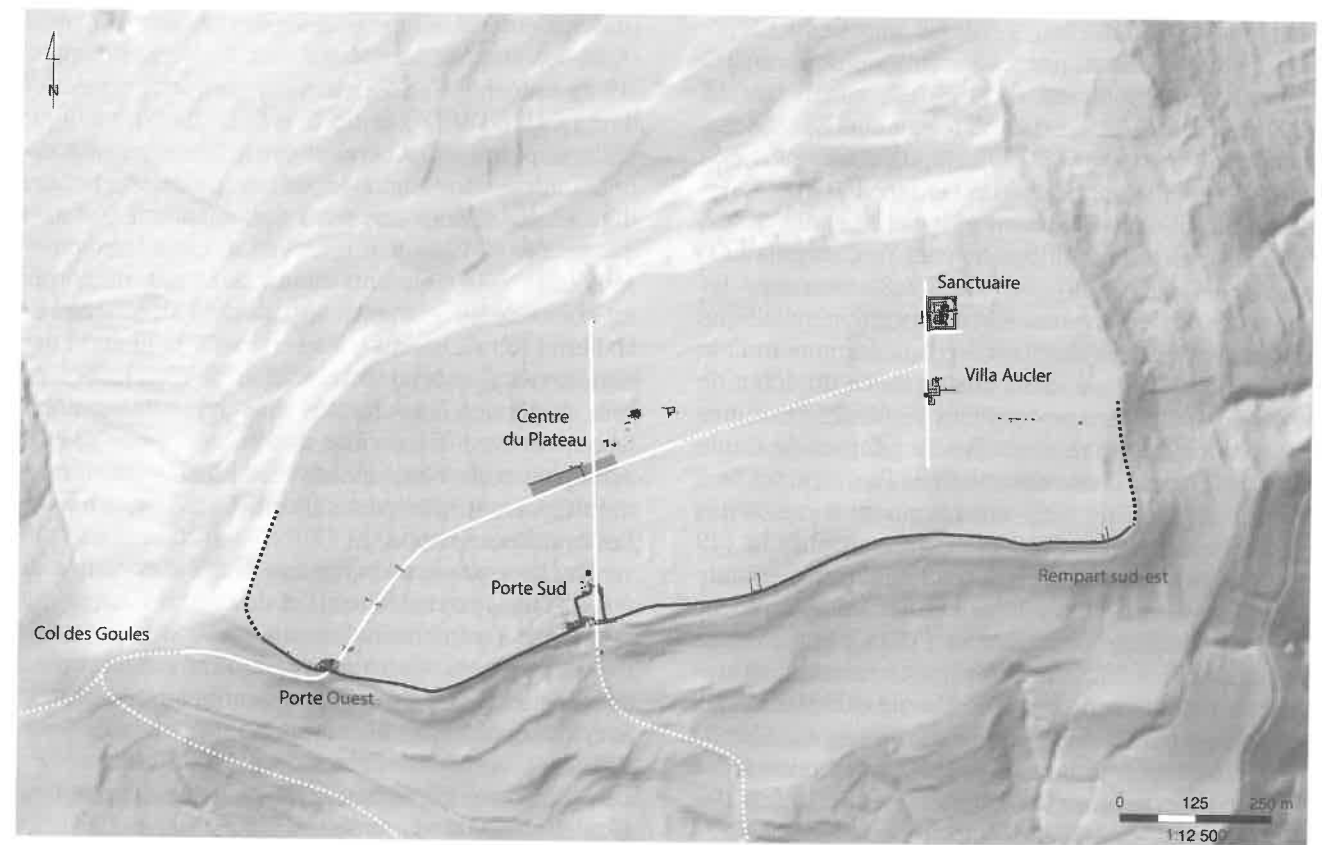 N
Sanctuaire
Villa Aucler
Centre
du Plateau
Porte Sud
Rempart sud-est
Col des Goules
Porte Ouest
0 125 250 m
1:12 500